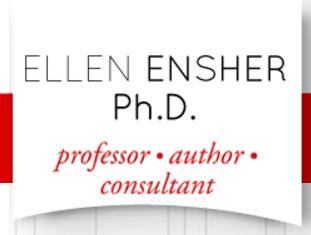 ELLEN ENSHER
Ph.D.
professor • author •
consultant